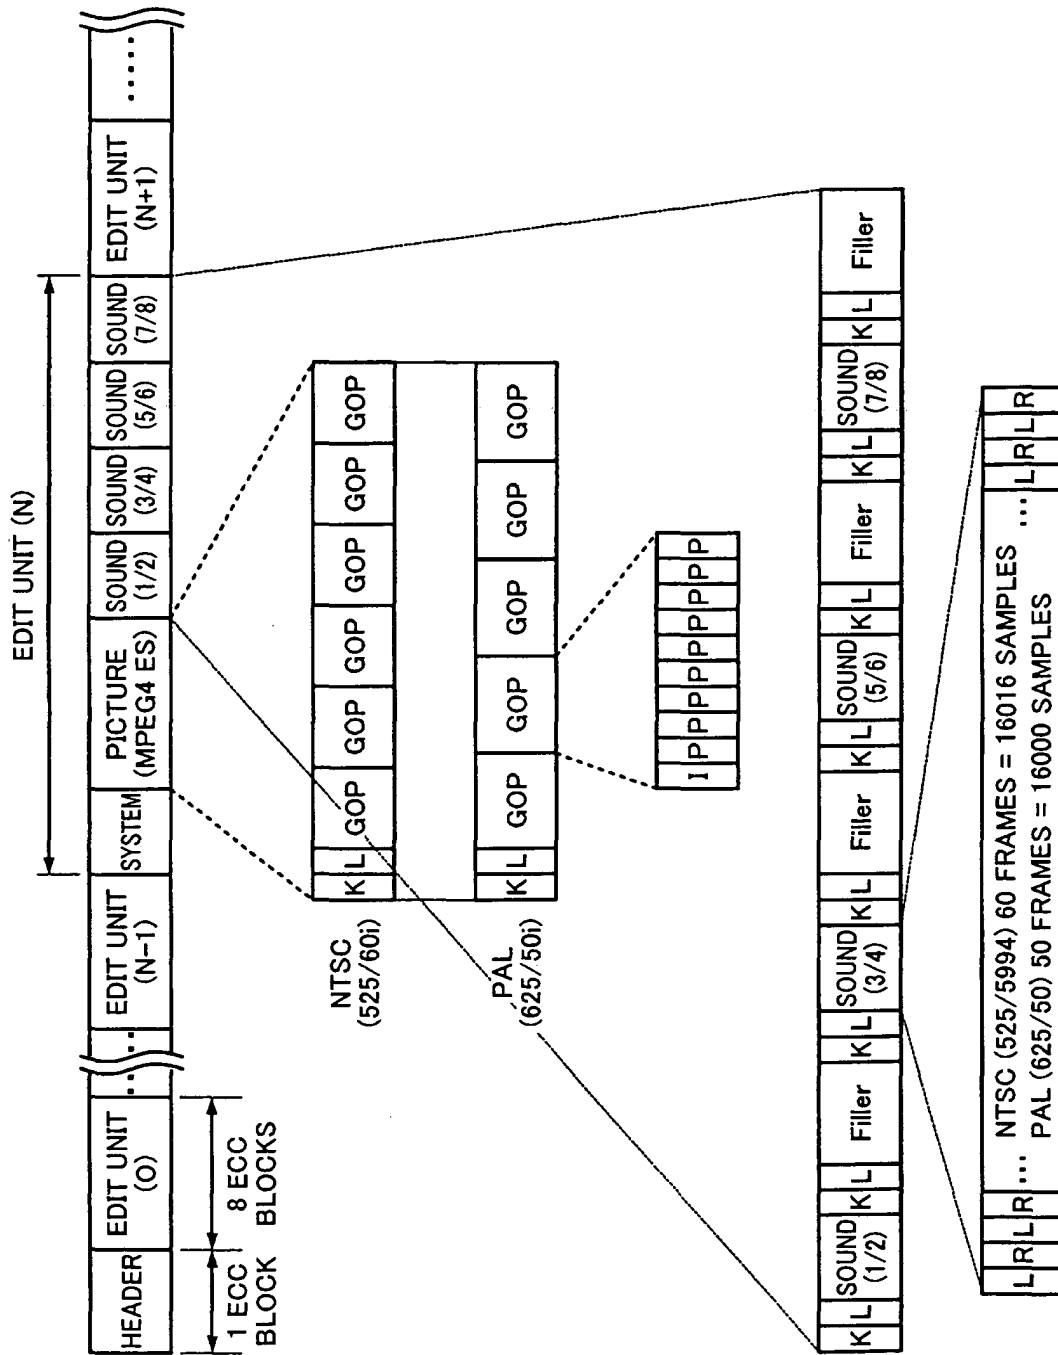 EDIT UNIT (N)
HEADER
EDIT UNIT
(0)
.....
EDIT UNIT
(N-1)
SYSTEM
PICTURE
(MPEG4 ES)
SOUND
(1/2)
SOUND
(3/4)
SOUND
(5/6)
SOUND
(7/8)
EDIT UNIT
(N+1)
.....
1 ECC
BLOCK
8 ECC
BLOCKS
NTSC
(525/60i)
K L GOP GOP GOP GOP GOP GOP
PAL
(625/50i)
K L GOP GOP GOP GOP GOP
I P P P P P P P P P
K L SOUND
(1/2)
K L Filler
K L SOUND
(3/4)
K L Filler
K L SOUND
(5/6)
K L Filler
K L SOUND
(7/8)
K L Filler
L R L R ... NTSC (525/5994) 60 FRAMES = 16016 SAMPLES ... L R L R
PAL (625/50) 50 FRAMES = 16000 SAMPLES